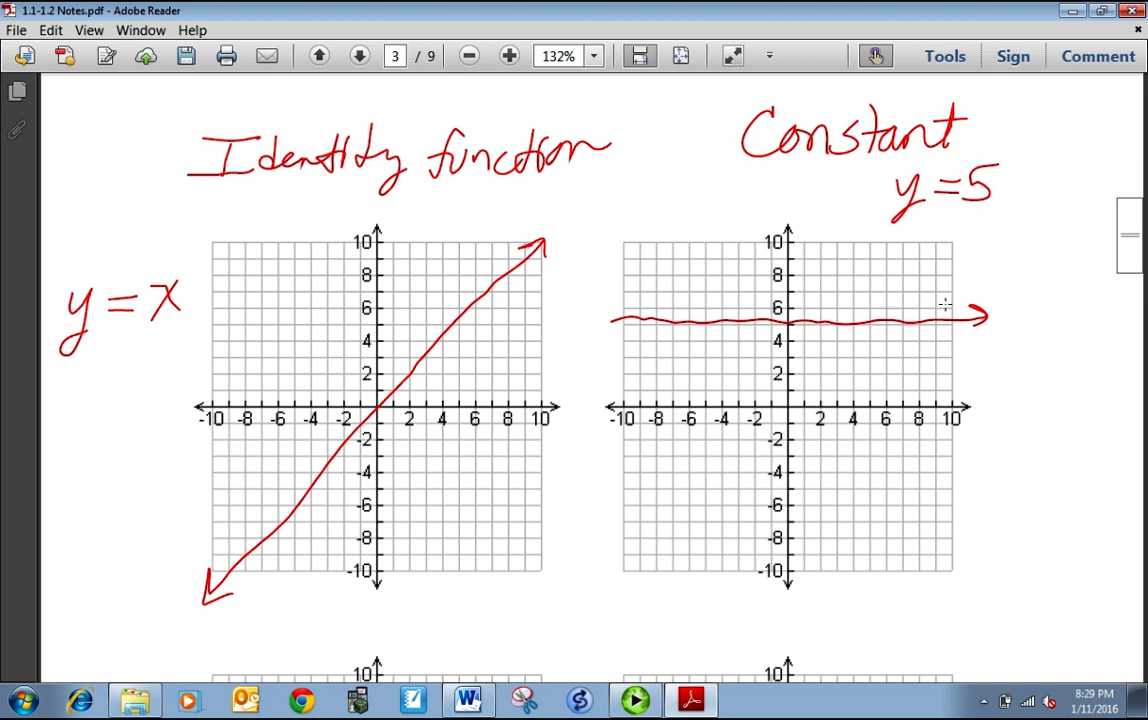 1.1-1.2 Notes.pdf - Adobe Reader
File Edit View Window Help
3 / 9 132% Tools Sign Comment
Identity function
Constant
y = 5
y = x
10
8
6
4
2
-10 -8 -6 -4 -2 2 4 6 8 10
-2
-4
-6
-8
-10
10
8
6
4
2
-10 -8 -6 -4 -2 2 4 6 8 10
-2
-4
-6
-8
-10
10
10
8:29 PM
1/11/2016